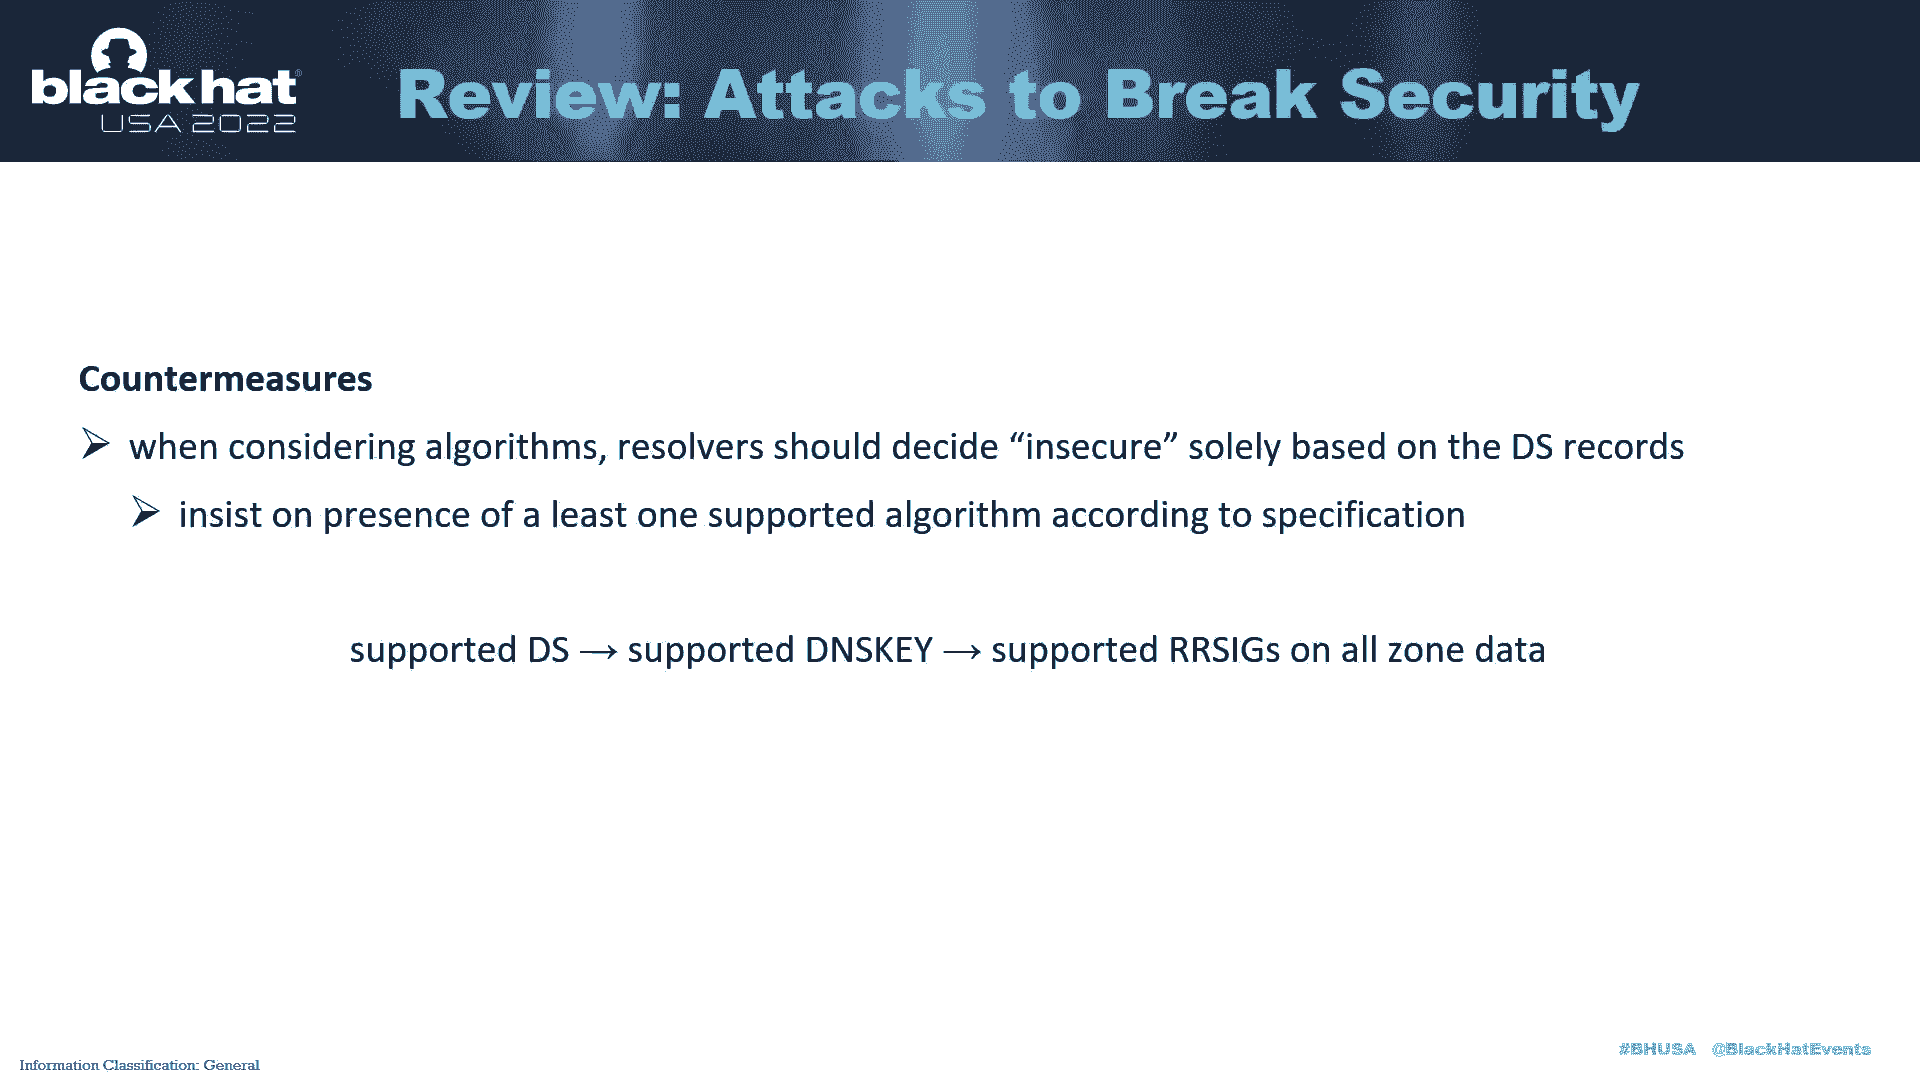 black hat®
USA 2022
Review: Attacks to Break Security
Countermeasures
➢ when considering algorithms, resolvers should decide “insecure” solely based on the DS records
➢ insist on presence of a least one supported algorithm according to specification
supported DS → supported DNSKEY → supported RRSIGs on all zone data
Information Classification: General
#BHUSA @BlackHatEvents